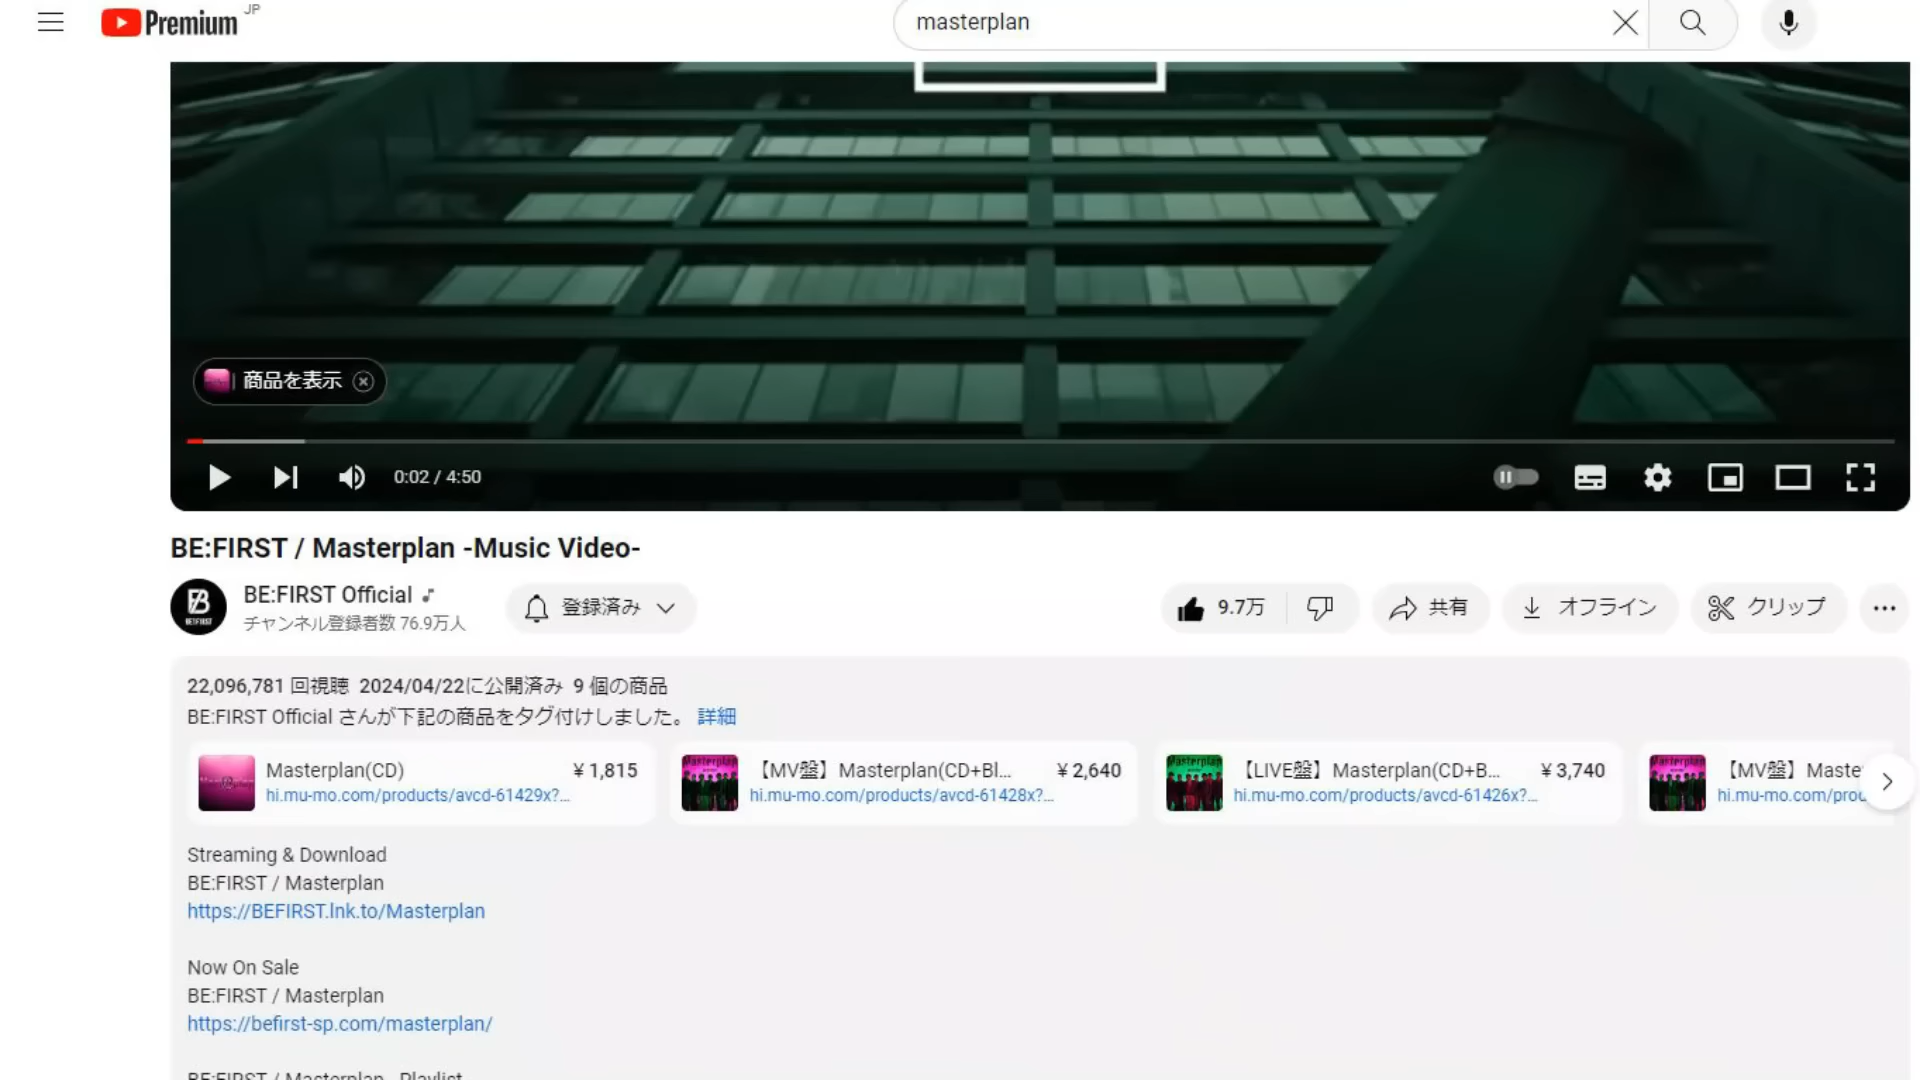 Premium JP
masterplan
商品を表示
0:02 / 4:50
BE:FIRST / Masterplan -Music Video-
BE:FIRST Official
チャンネル登録者数 76.9万人
登録済み
9.7万
共有
オフライン
クリップ
22,096,781 回視聴 2024/04/22に公開済み 9 個の商品
BE:FIRST Official さんが下記の商品をタグ付けしました。 詳細
Masterplan(CD) ¥ 1,815
hi.mu-mo.com/products/avcd-61429x?...
【MV盤】Masterplan(CD+Bl... ¥ 2,640
hi.mu-mo.com/products/avcd-61428x?...
【LIVE盤】Masterplan(CD+B... ¥ 3,740
hi.mu-mo.com/products/avcd-61426x?...
【MV盤】Maste
hi.mu-mo.com/proc
Streaming & Download
BE:FIRST / Masterplan
https://BEFIRST.lnk.to/Masterplan
Now On Sale
BE:FIRST / Masterplan
https://befirst-sp.com/masterplan/
BE:FIRST / Masterplan - Playlist